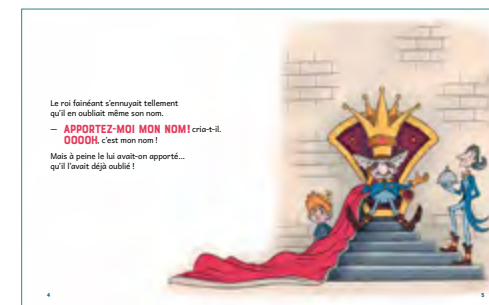 Le roi fainéant s'ennuyait tellement
qu'il en oubliait même son nom.
— APPORTEZ-MOI MON NOM! cria-t-il.
OOOOH, c'est mon nom !
Mais à peine le lui avait-on apporté...
qu'il l'avait déjà oublié !
4
5